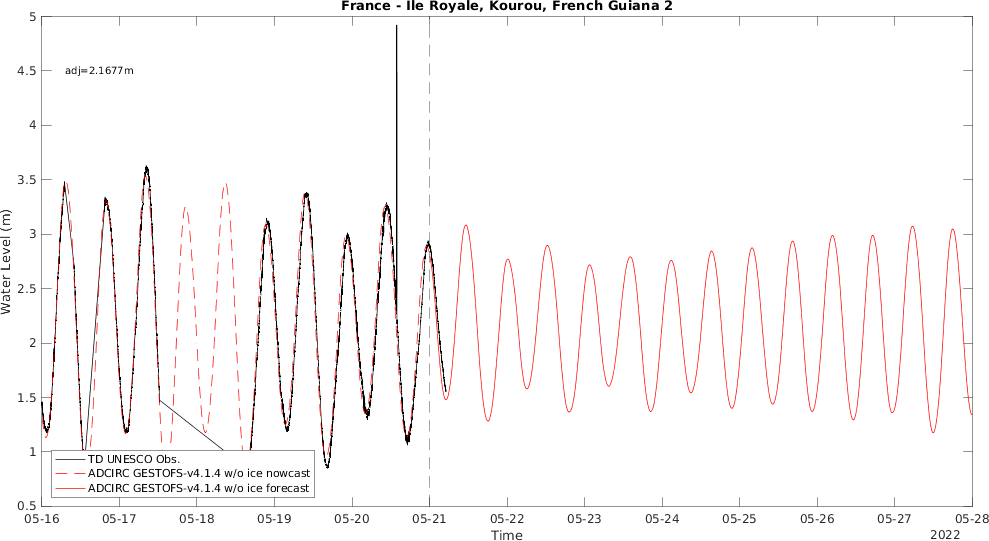 France - Ile Royale, Kourou, French Guiana 2
5
4.5
4
3.5
3
2.5
2
1.5
1
0.5
Water Level (m)
adj=2.1677m
TD UNESCO Obs.
ADCIRC GESTOFS-v4.1.4 w/o ice nowcast
ADCIRC GESTOFS-v4.1.4 w/o ice forecast
05-16 05-17 05-18 05-19 05-20 05-21 05-22 05-23 05-24 05-25 05-26 05-27 05-28
Time
2022